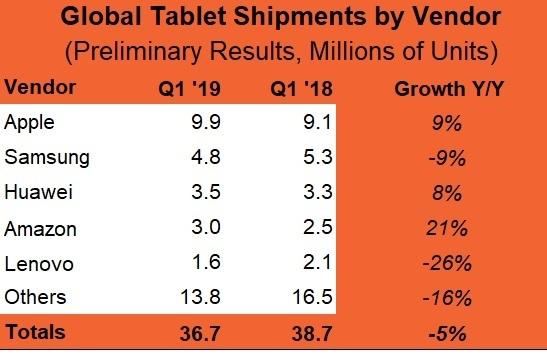 Global Tablet Shipments by Vendor
(Preliminary Results, Millions of Units)
Vendor Q1 '19 Q1 '18 Growth Y/Y
Apple 9.9 9.1 9%
Samsung 4.8 5.3 -9%
Huawei 3.5 3.3 8%
Amazon 3.0 2.5 21%
Lenovo 1.6 2.1 -26%
Others 13.8 16.5 -16%
Totals 36.7 38.7 -5%